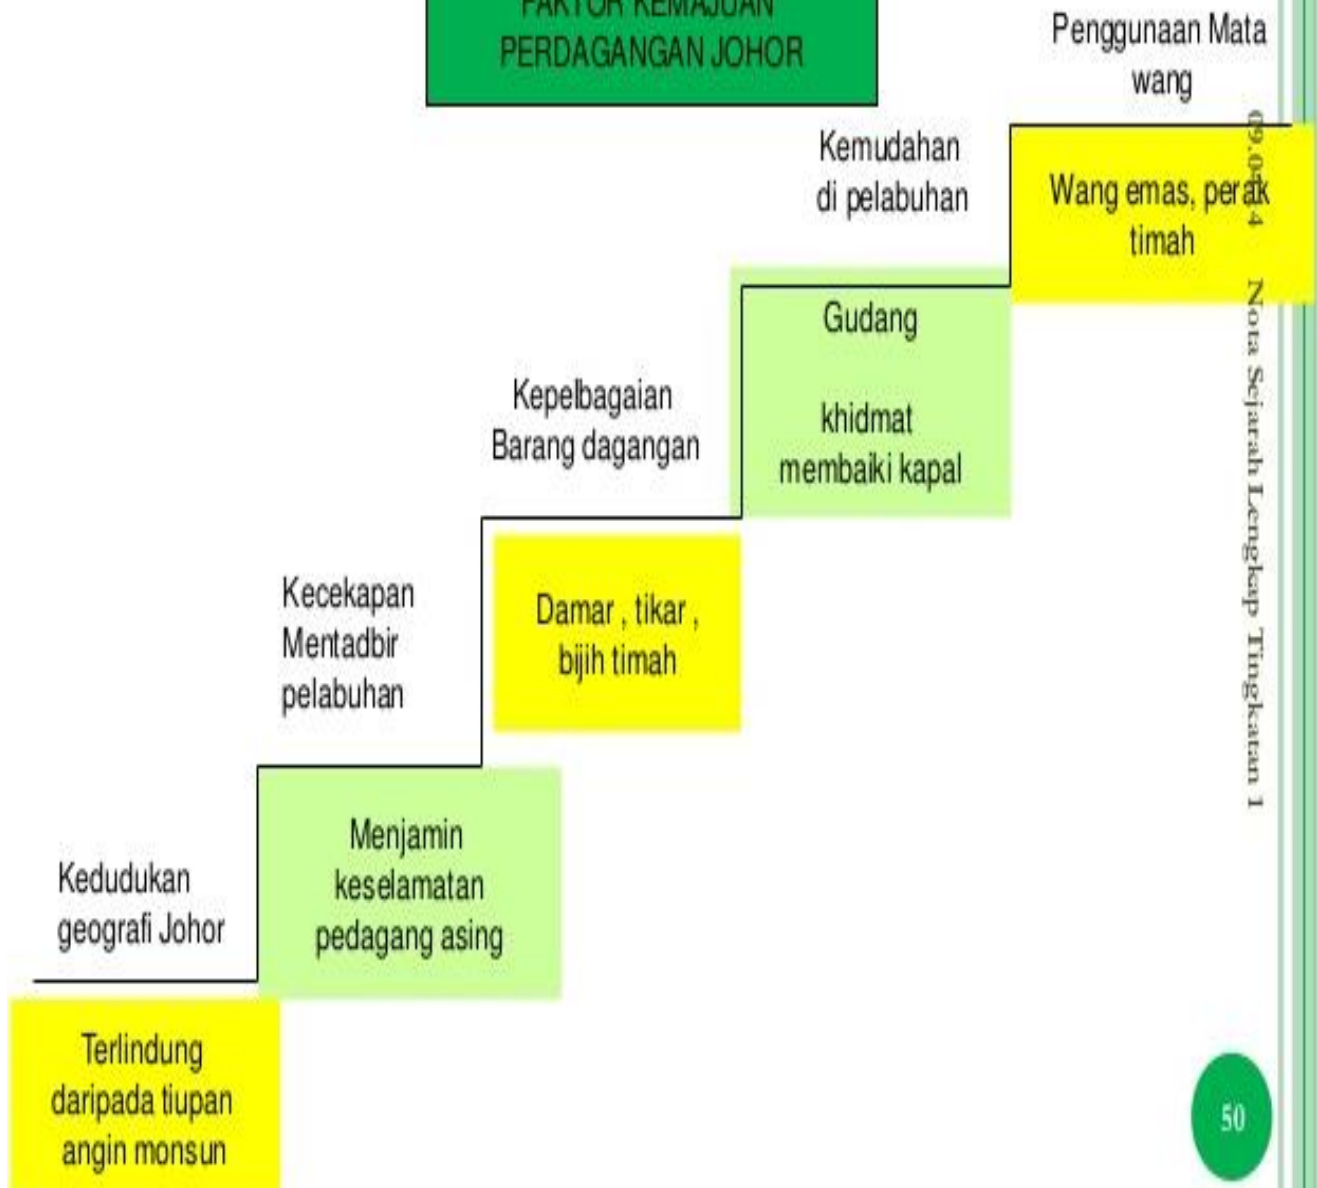 FAKTOR KEMAJUAN
PERDAGANGAN JOHOR
Penggunaan Mata
wang
Wang emas, perak
timah
Kemudahan
di pelabuhan
Gudang
khidmat
membaiki kapal
Kepelbagaian
Barang dagangan
Damar , tikar ,
bijih timah
Kecekapan
Mentadbir
pelabuhan
Menjamin
keselamatan
pedagang asing
Kedudukan
geografi Johor
Terlindung
daripada tiupan
angin monsun
Nota Sejarah Lengkap Tingkatan 1
50